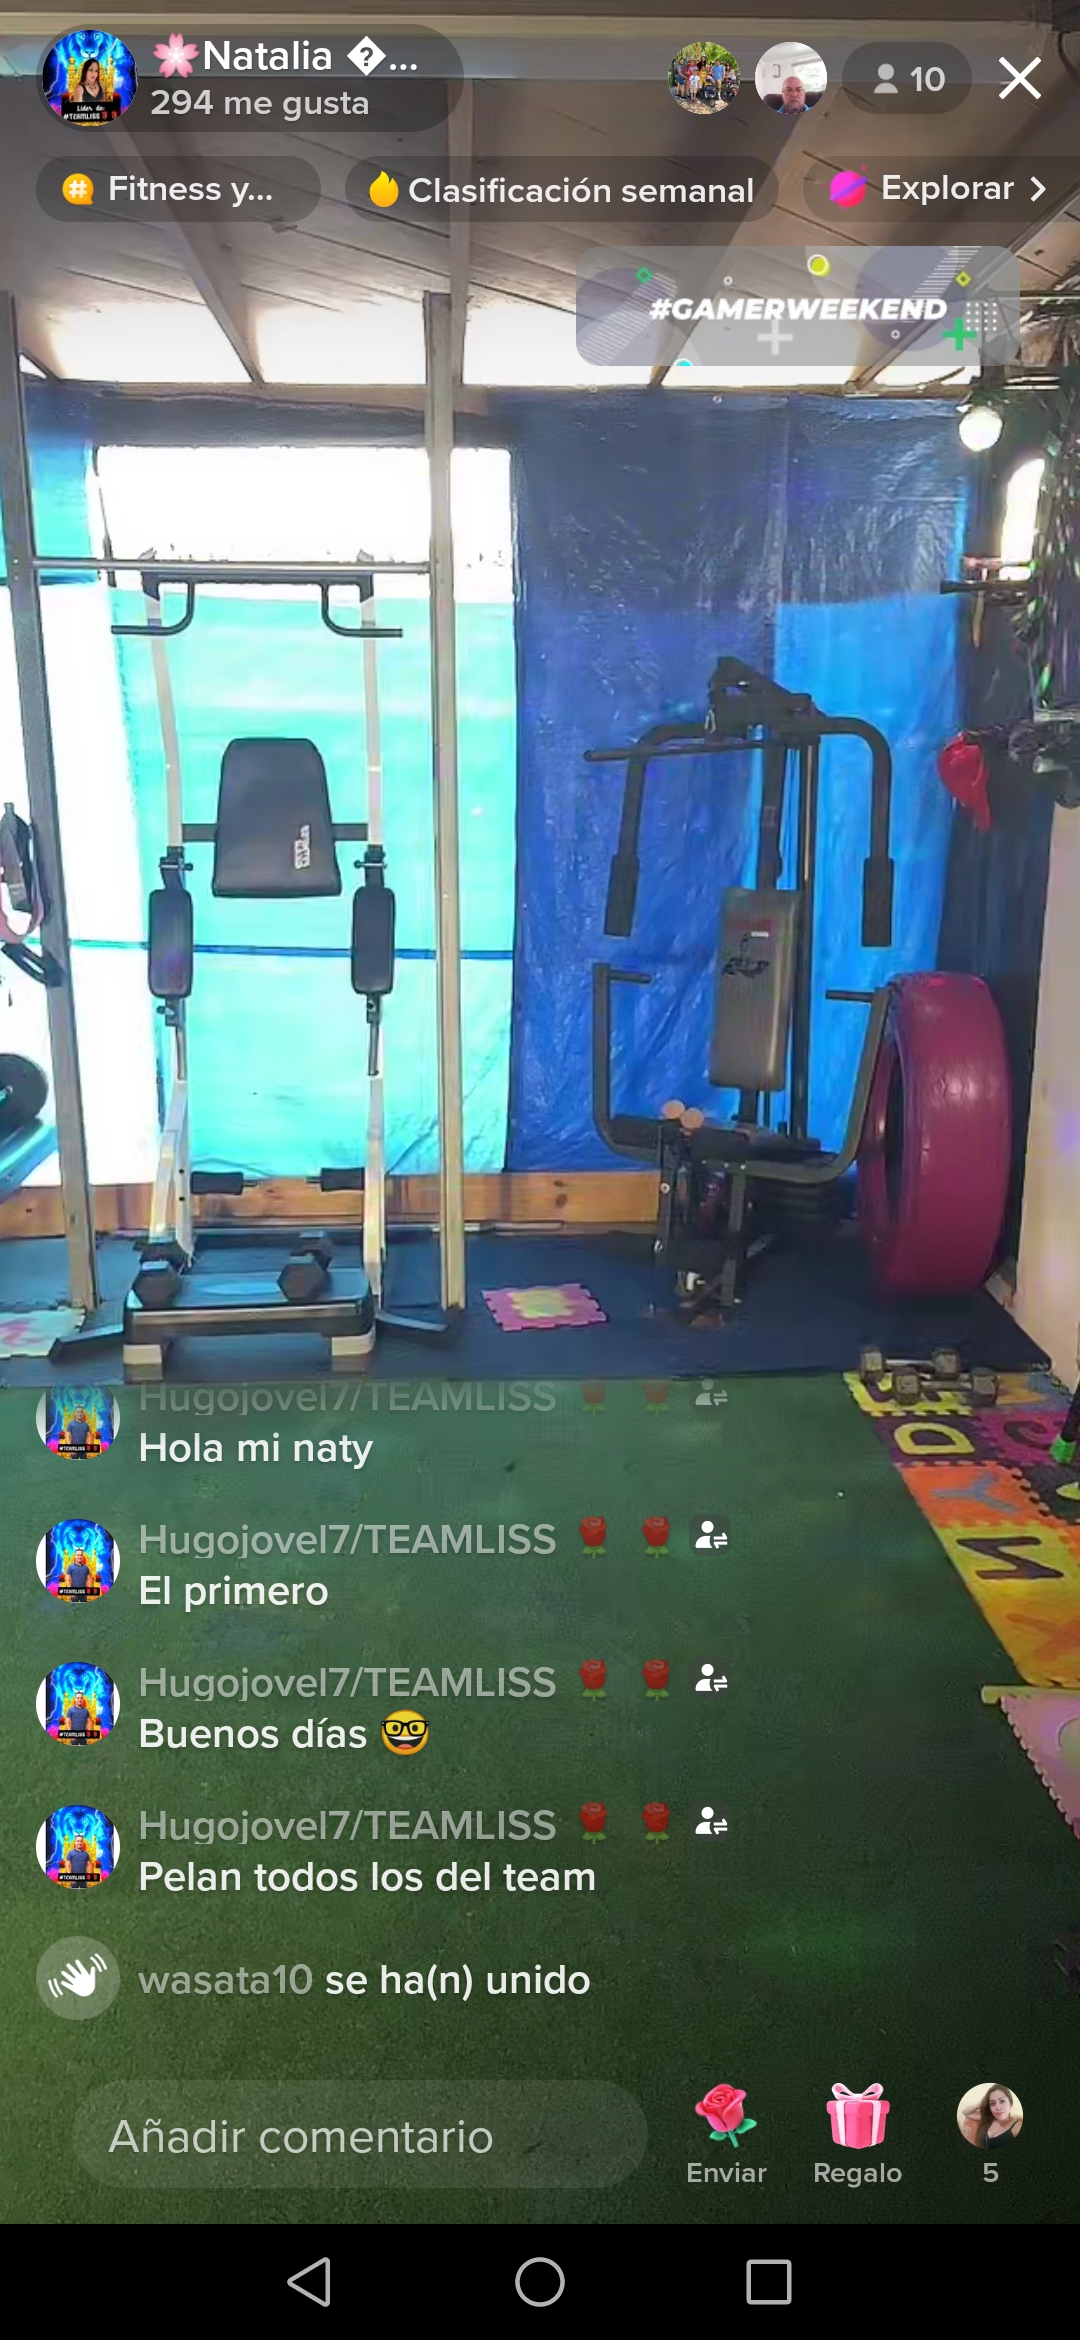 🌸Natalia �...
294 me gusta
10
Fitness y...
Clasificación semanal
Explorar
#GAMERWEEKEND
Hugojovel7/TEAMLISS 🌹 🌹
Hola mi naty
Hugojovel7/TEAMLISS 🌹 🌹
El primero
Hugojovel7/TEAMLISS 🌹 🌹
Buenos días 🤓
Hugojovel7/TEAMLISS 🌹 🌹
Pelan todos los del team
wasata10 se ha(n) unido
Añadir comentario
Enviar
Regalo
5